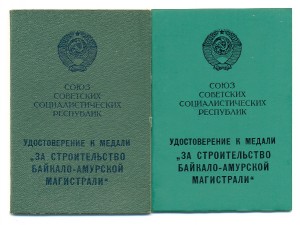 СОЮЗ
СОВЕТСКИХ
СОЦИАЛИСТИЧЕСКИХ
РЕСПУБЛИК
УДОСТОВЕРЕНИЕ К МЕДАЛИ
„ЗА СТРОИТЕЛЬСТВО
БАЙКАЛО-АМУРСКОЙ
МАГИСТРАЛИ“
СОЮЗ
СОВЕТСКИХ
СОЦИАЛИСТИЧЕСКИХ
РЕСПУБЛИК
УДОСТОВЕРЕНИЕ К МЕДАЛИ
„ЗА СТРОИТЕЛЬСТВО
БАЙКАЛО-АМУРСКОЙ
МАГИСТРАЛИ“